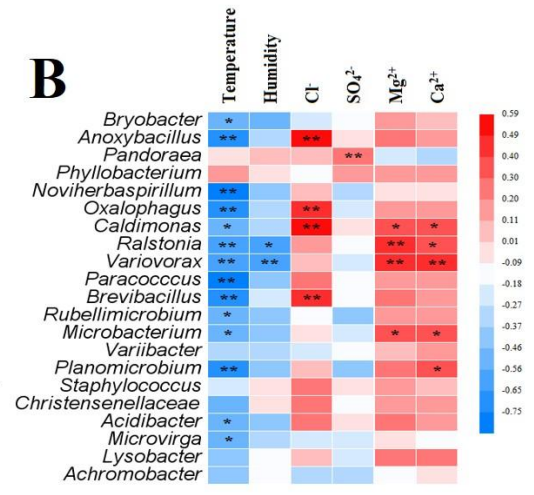 B
Temperature Humidity Cl⁻ SO₄²⁻ Mg²⁺ Ca²⁺
Bryobacter *
Anoxybacillus ** **
Pandoraea **
Phyllobacterium
Noviherbaspirillum **
Oxalophagus ** **
Caldimonas * ** * *
Ralstonia ** * ** *
Variovorax ** ** ** **
Paracoccus **
Brevibacillus ** **
Rubellimicrobium *
Microbacterium * * *
Variibacter
Planomicrobium ** *
Staphylococcus
Christensenellaceae
Acidibacter *
Microvirga *
Lysobacter
Achromobacter
0.59
0.49
0.40
0.30
0.20
0.11
0.01
-0.09
-0.18
-0.27
-0.37
-0.46
-0.56
-0.65
-0.75